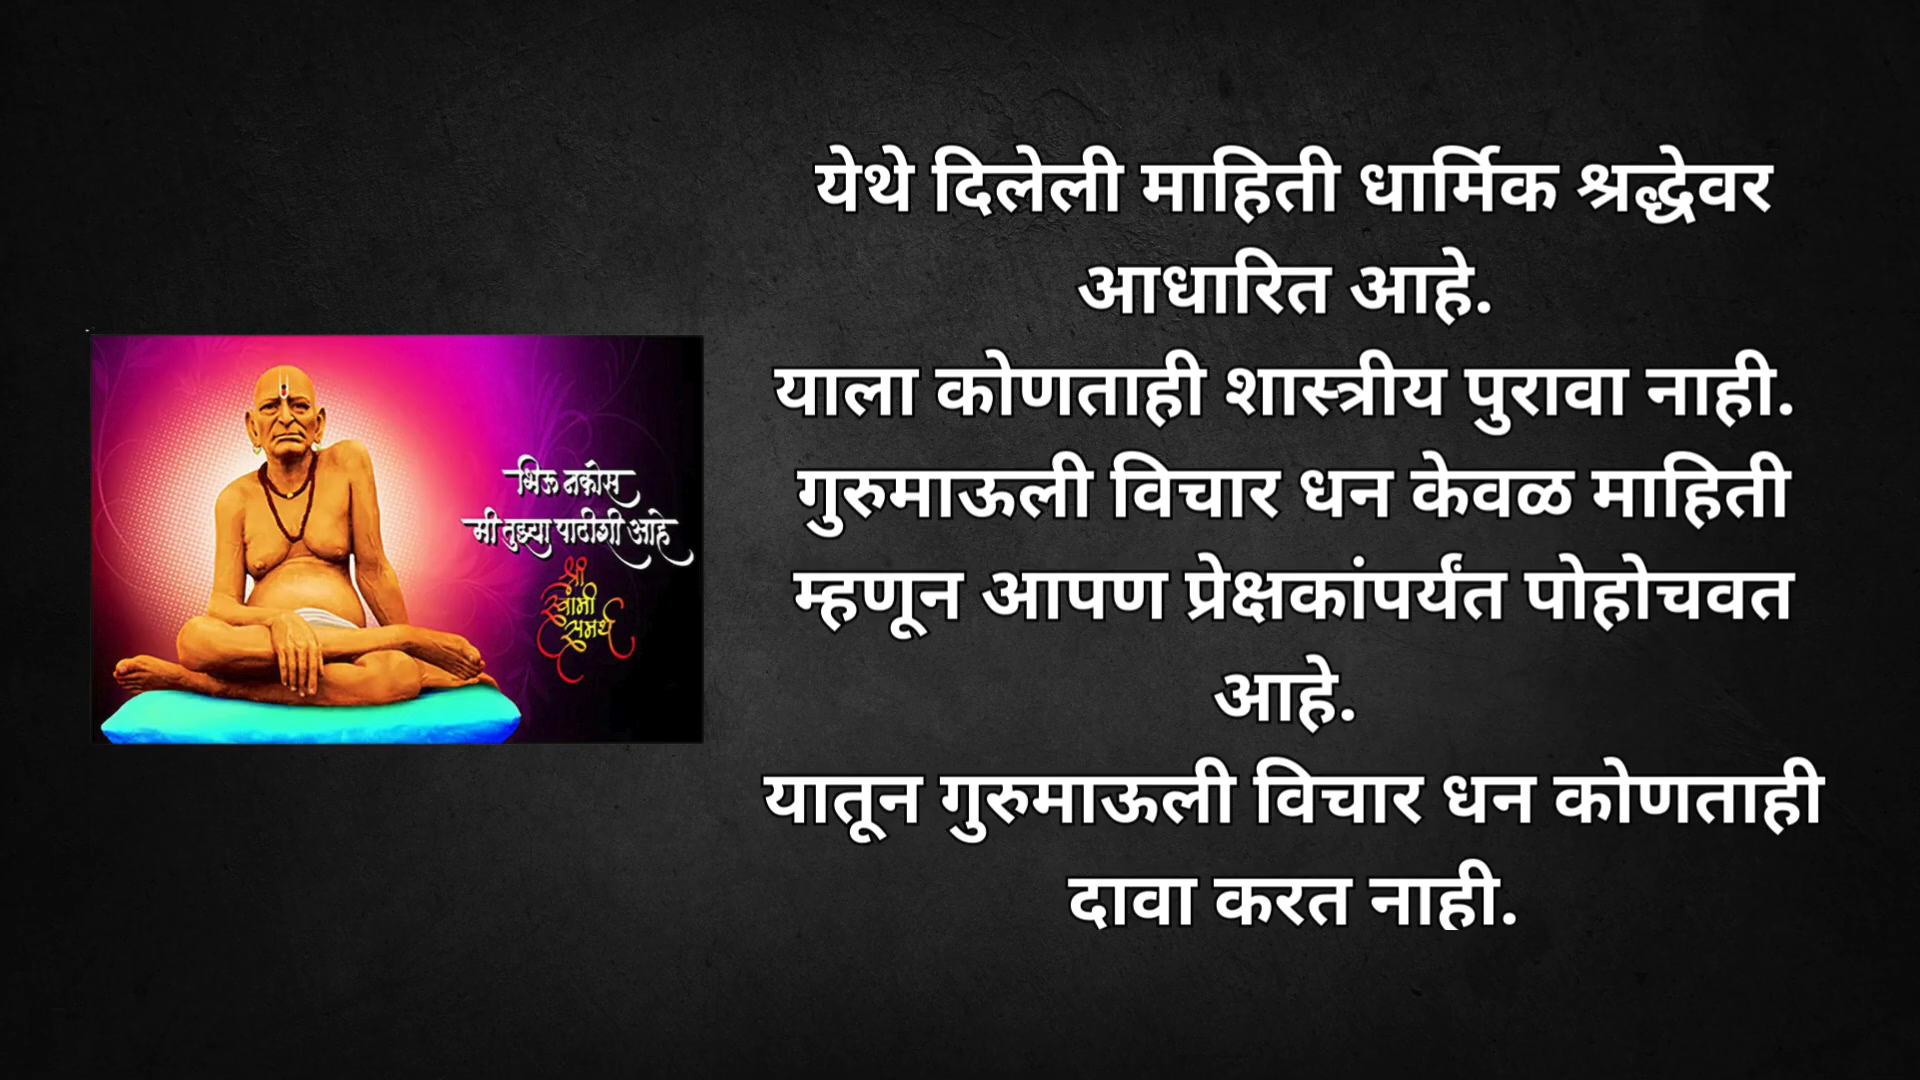 भिऊ नकोस
मी तुझ्या पाठीशी आहे
श्री
स्वामी
समर्थ
येथे दिलेली माहिती धार्मिक श्रद्धेवर
आधारित आहे.
याला कोणताही शास्त्रीय पुरावा नाही.
गुरुमाऊली विचार धन केवळ माहिती
म्हणून आपण प्रेक्षकांपर्यंत पोहोचवत
आहे.
यातून गुरुमाऊली विचार धन कोणताही
दावा करत नाही.